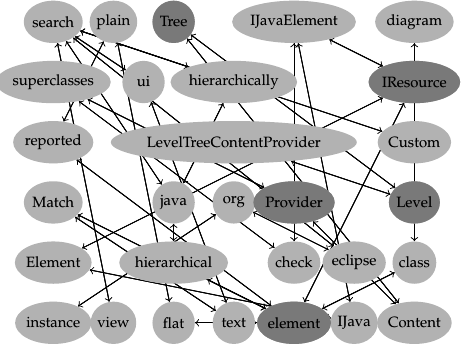 search plain Tree IJavaElement diagram
superclasses ui hierarchically IResource
reported LevelTreeContentProvider Custom
Match java org Provider Level
Element hierarchical check eclipse class
instance view flat text element IJava Content